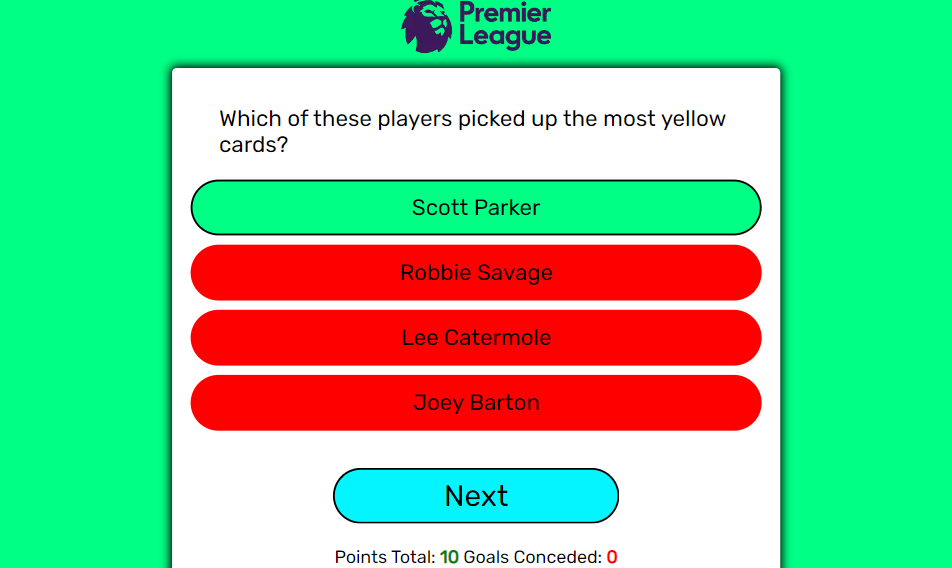 Premier
League
Which of these players picked up the most yellow
cards?
Scott Parker
Robbie Savage
Lee Catermole
Joey Barton
Next
Points Total: 10 Goals Conceded: 0